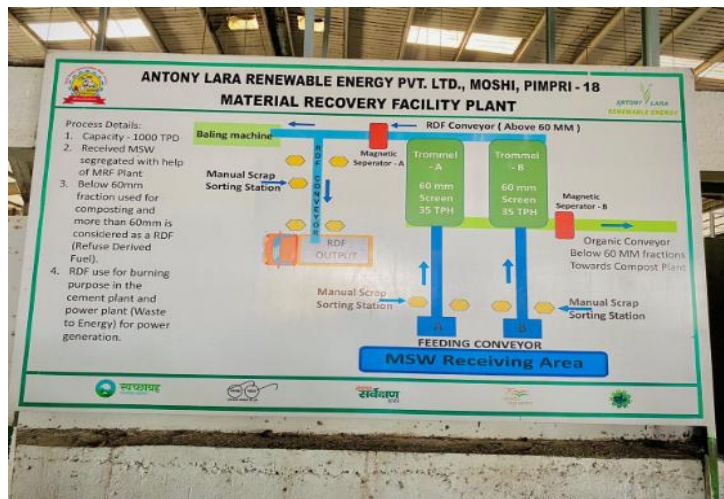 ANTONY LARA RENEWABLE ENERGY PVT. LTD., MOSHI, PIMPRI - 18
MATERIAL RECOVERY FACILITY PLANT
ANTONY LARA
RENEWABLE ENERGY
Process Details:
1. Capacity - 1000 TPD
2. Received MSW
segregated with help
of MRF Plant
3. Below 60mm
fraction used for
composting and
more than 60mm is
considered as a RDF
(Refuse Derived
Fuel).
4. RDF use for burning
purpose in the
cement plant and
power plant (Waste
to Energy) for power
generation.
Baling machine
RDF Conveyor ( Above 60 MM )
Magnetic
Seperator - A
RDF CONVEYOR
Manual Scrap
Sorting Station
RDF
OUTPUT
Trommel
- A
60 mm
Screen
35 TPH
Trommel
- B
60 mm
Screen
35 TPH
Magnetic
Seperator - B
Organic Conveyor
Below 60 MM fractions
Towards Compost Plant
Manual Scrap
Sorting Station
Manual Scrap
Sorting Station
A
B
FEEDING CONVEYOR
MSW Receiving Area
स्वच्छाग्रह
सर्वेक्षण